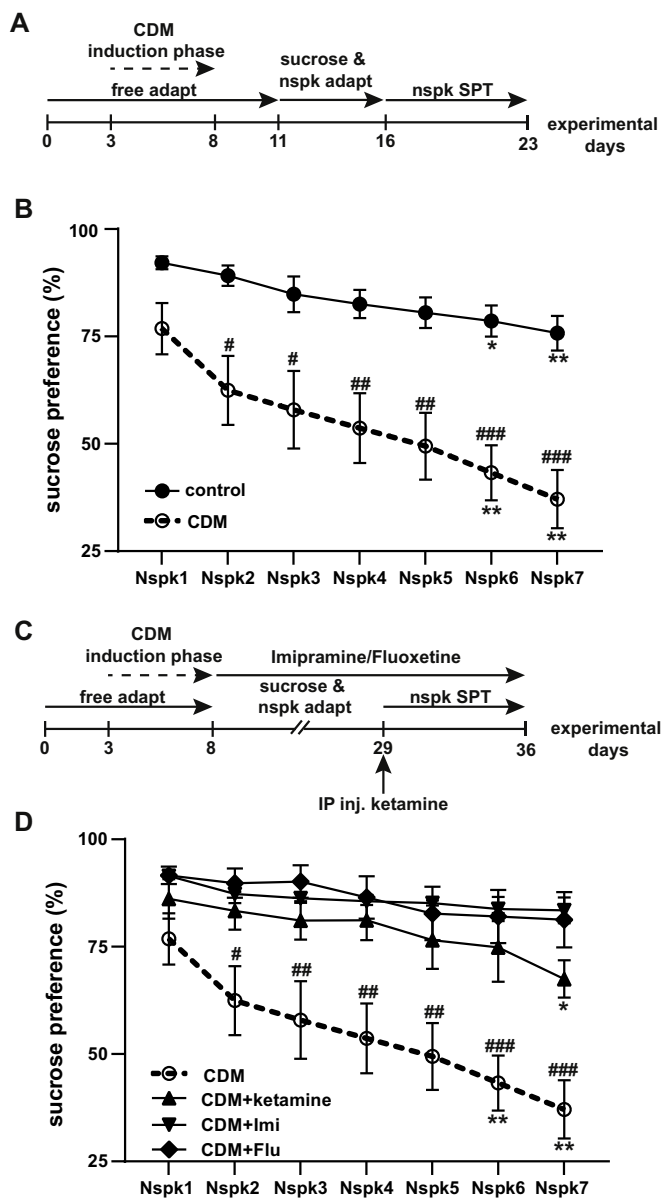 A
CDM
induction phase
free adapt
sucrose &
nspk adapt
nspk SPT
0 3 8 11 16 23
experimental
days
B
sucrose preference (%)
100
75
50
25
# # ## ## ### ###
* **
** **
control
CDM
Nspk1 Nspk2 Nspk3 Nspk4 Nspk5 Nspk6 Nspk7
C
CDM
induction phase
Imipramine/Fluoxetine
free adapt
sucrose &
nspk adapt
nspk SPT
0 3 8 29 36
experimental
days
IP inj. ketamine
D
sucrose preference (%)
100
75
50
25
*
# ## ## ## ### ###
** **
CDM
CDM+ketamine
CDM+Imi
CDM+Flu
Nspk1 Nspk2 Nspk3 Nspk4 Nspk5 Nspk6 Nspk7